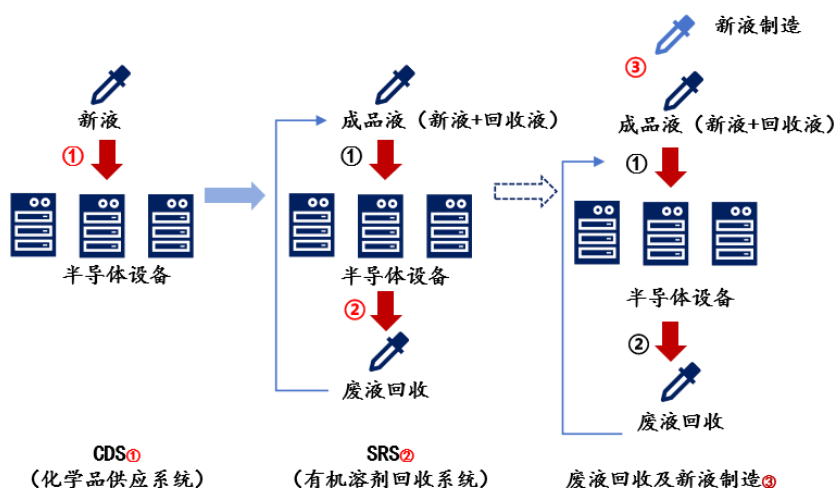 新液
①
半导体设备
CDS①
（化学品供应系统）
成品液（新液+回收液）
①
半导体设备
②
废液回收
SRS②
（有机溶剂回收系统）
新液制造
③
成品液（新液+回收液）
①
半导体设备
②
废液回收
废液回收及新液制造③